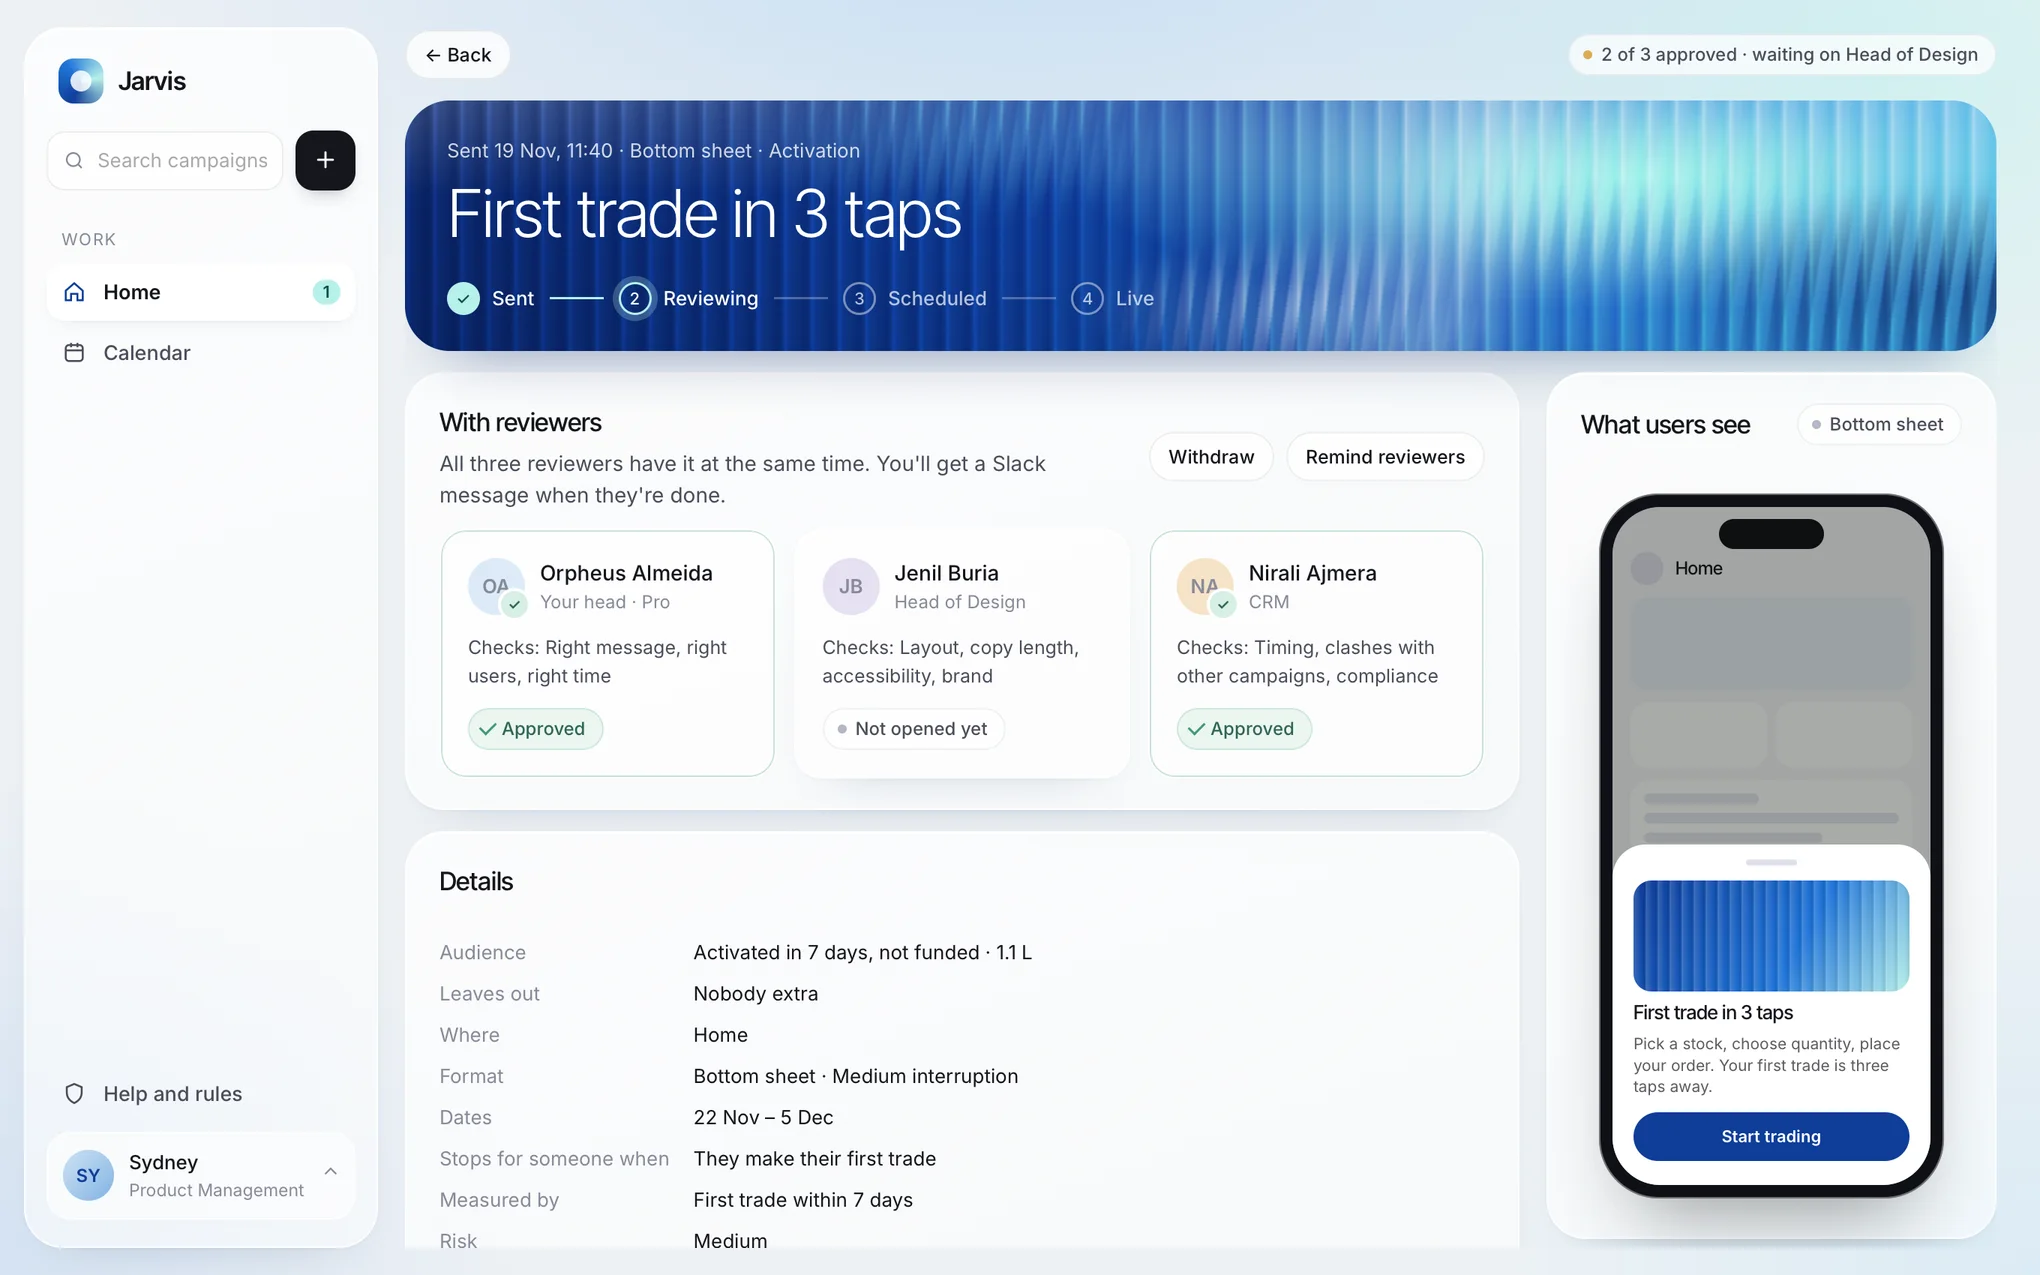 Jarvis
Search campaigns
WORK
Home
1
Calendar
Help and rules
SY
Sydney
Product Management
← Back
2 of 3 approved · waiting on Head of Design
Sent 19 Nov, 11:40 · Bottom sheet · Activation
First trade in 3 taps
Sent
2 Reviewing
3 Scheduled
4 Live
With reviewers
All three reviewers have it at the same time. You'll get a Slack
message when they're done.
Withdraw
Remind reviewers
OA
Orpheus Almeida
Your head · Pro
Checks: Right message, right
users, right time
Approved
JB
Jenil Buria
Head of Design
Checks: Layout, copy length,
accessibility, brand
Not opened yet
NA
Nirali Ajmera
CRM
Checks: Timing, clashes with
other campaigns, compliance
Approved
Details
Audience Activated in 7 days, not funded · 1.1 L
Leaves out Nobody extra
Where Home
Format Bottom sheet · Medium interruption
Dates 22 Nov – 5 Dec
Stops for someone when They make their first trade
Measured by First trade within 7 days
Risk Medium
What users see
Bottom sheet
Home
First trade in 3 taps
Pick a stock, choose quantity, place
your order. Your first trade is three
taps away.
Start trading